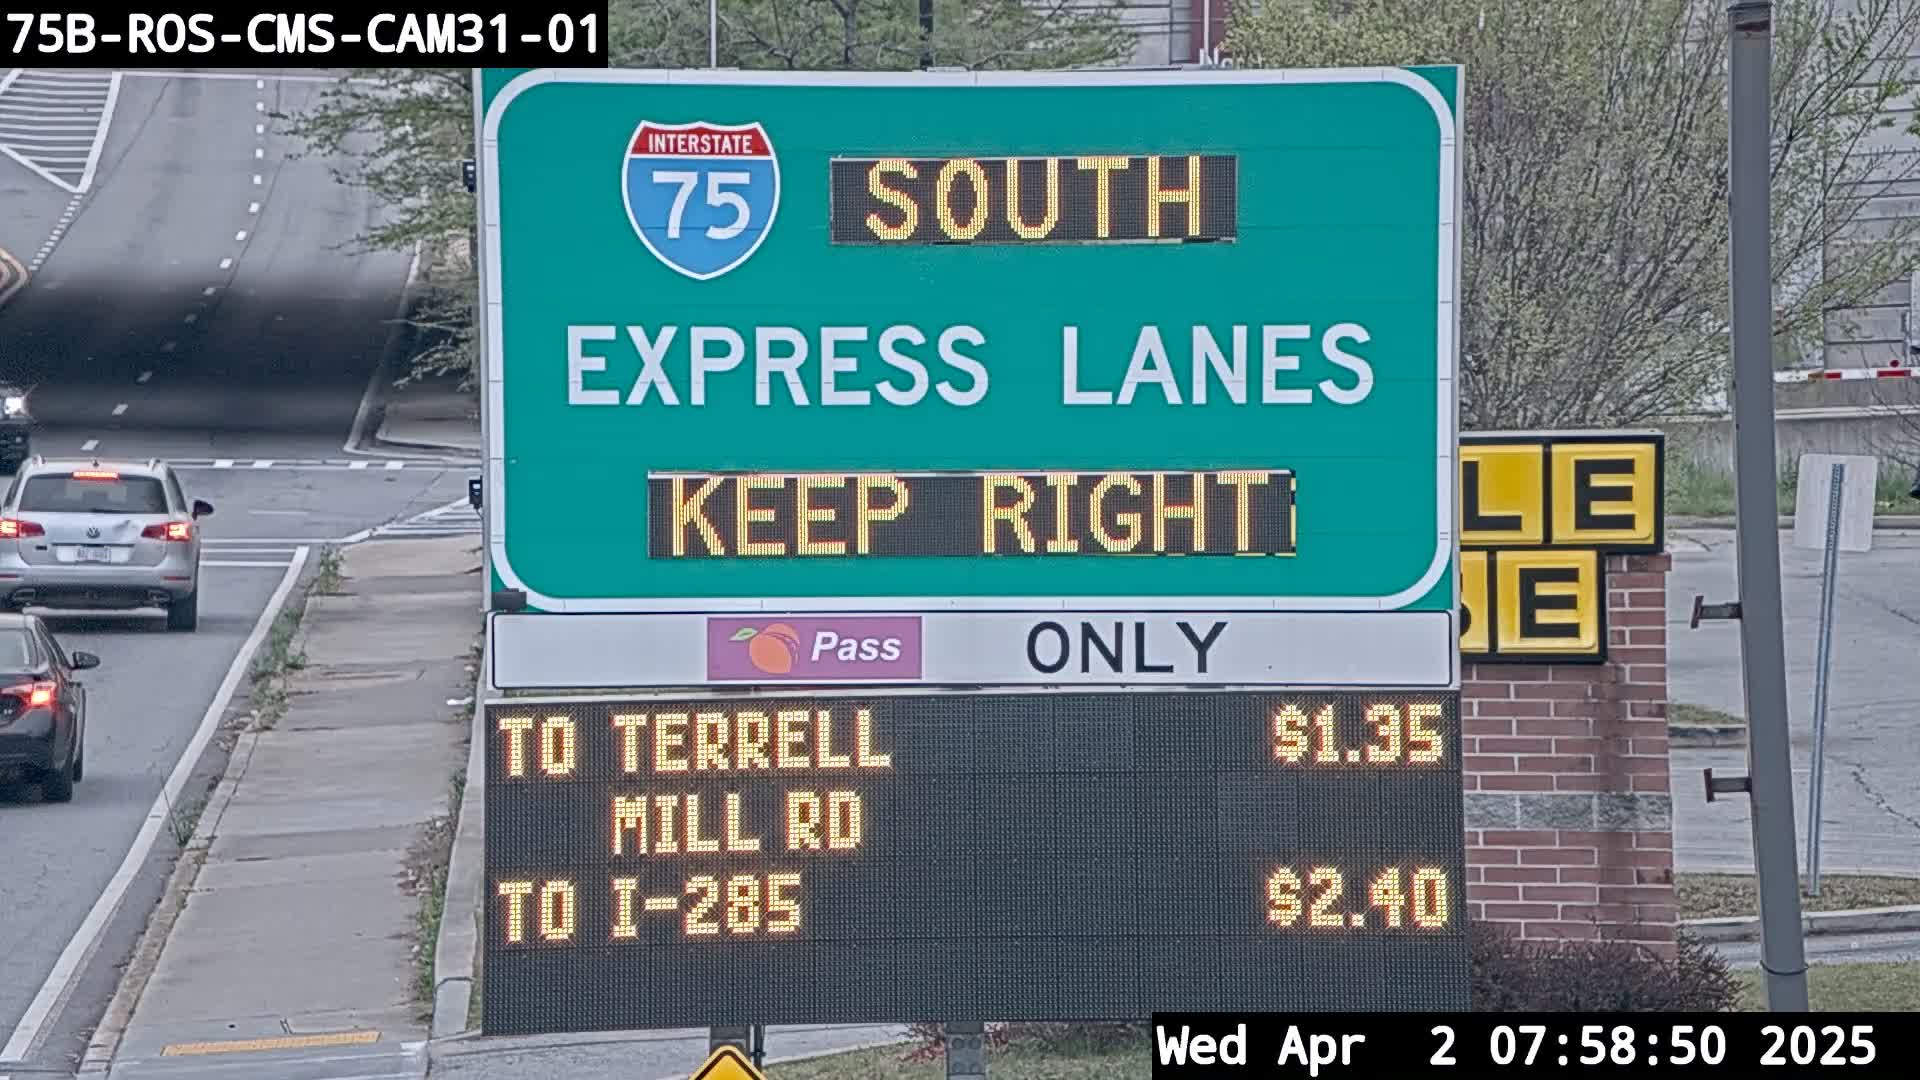 75B-ROS-CMS-CAM31-01
INTERSTATE
75
SOUTH
EXPRESS LANES
KEEP RIGHT
Pass ONLY
TO TERRELL $1.35
MILL RD
TO I-285 $2.40
LE
E
Wed Apr 2 07:58:50 2025